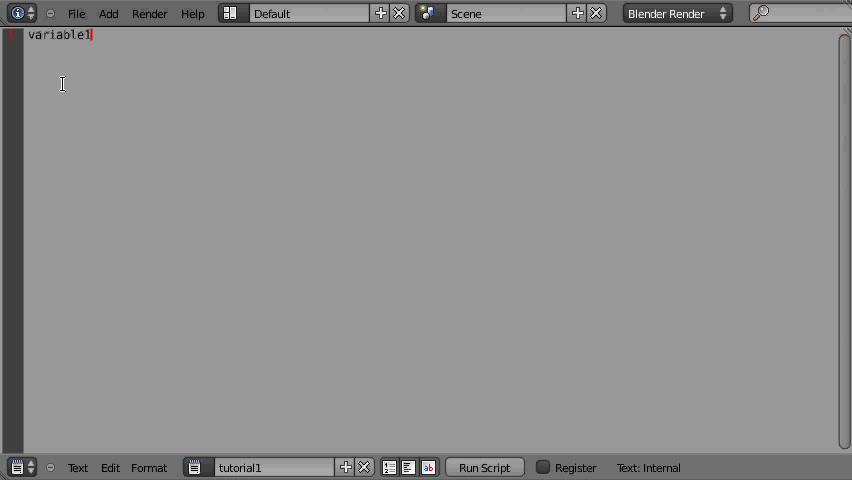 File Add Render Help Default Scene Blender Render
1 variable1
Text Edit Format tutorial1 Run Script Register Text: Internal